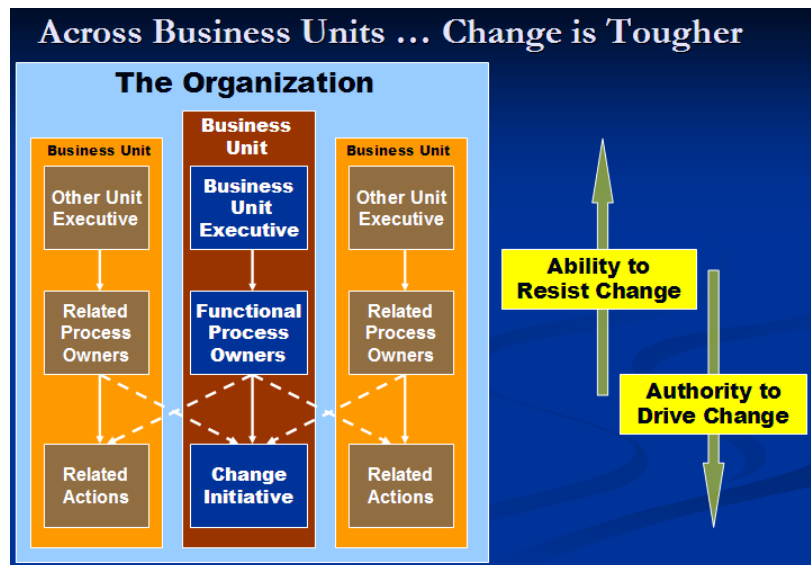 Across Business Units ... Change is Tougher
The Organization
Business Unit
Other Unit
Executive
Related
Process
Owners
Related
Actions
Business
Unit
Business
Unit
Executive
Functional
Process
Owners
Change
Initiative
Business Unit
Other Unit
Executive
Related
Process
Owners
Related
Actions
Ability to
Resist Change
Authority to
Drive Change